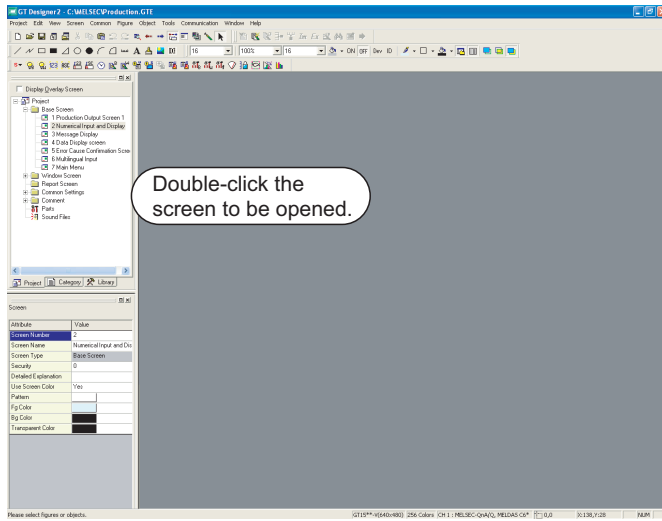 GT Designer2 - C:\MELSEC\Production.GTE
Project Edit View Screen Common Figure Object Tools Communication Window Help
16 100% 16 ON OFF Dev ID
Display Overlay Screen
Project
Base Screen
1 Production Output Screen 1
2 Numerical Input and Display
3 Message Display
4 Data Display screen
5 Error Cause Confirmation Scree
6 Multilingual Input
7 Main Menu
Window Screen
Report Screen
Common Settings
Comment
Parts
Sound Files
Double-click the
screen to be opened.
Project Category Library
Screen
Attribute Value
Screen Number 2
Screen Name Numerical Input and Dis
Screen Type Base Screen
Security 0
Detailed Explanation
Use Screen Color Yes
Pattern
Fg Color
Bg Color
Transparent Color
Please select figures or objects.
GT15**-V(640x480) 256 Colors CH 1 : MELSEC-QnA/Q, MELDAS C6* 0,0 X:138,Y:28 NUM